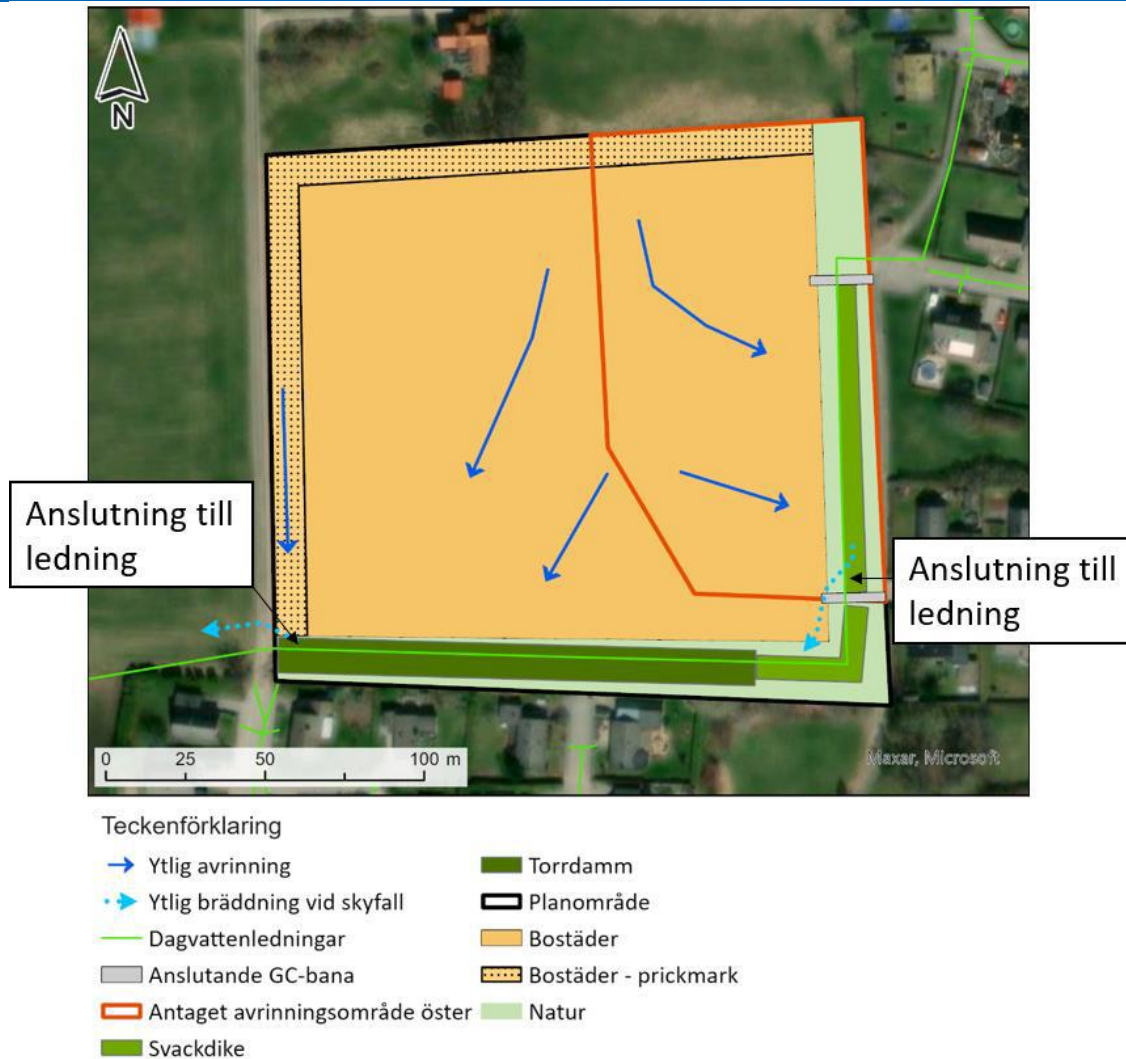 N
Anslutning till
ledning
Anslutning till
ledning
0 25 50 100 m
Maxar, Microsoft
Teckenförklaring
Ytlig avrinning
Ytlig bräddning vid skyfall
Dagvattenledningar
Anslutande GC-bana
Antaget avrinningsområde öster
Svackdike
Torrdamm
Planområde
Bostäder
Bostäder - prickmark
Natur